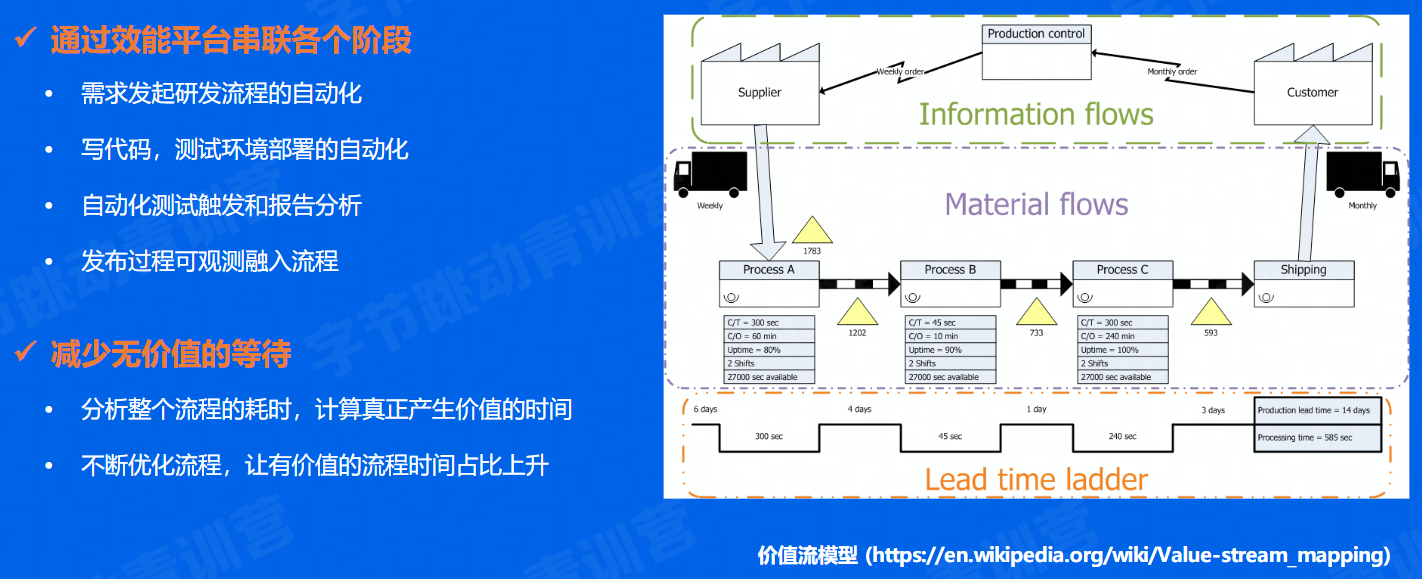 ✓ 通过效能平台串联各个阶段
• 需求发起研发流程的自动化
• 写代码，测试环境部署的自动化
• 自动化测试触发和报告分析
• 发布过程可观测融入流程
✓ 减少无价值的等待
• 分析整个流程的耗时，计算真正产生价值的时间
• 不断优化流程，让有价值的流程时间占比上升
Production control
Supplier
Weekly order
Monthly order
Customer
Information flows
Weekly
Material flows
Monthly
1783
Process A
Process B
Process C
Shipping
1202
733
593
C/T = 300 sec
C/O = 60 min
Uptime = 80%
2 Shifts
27000 sec available
C/T = 45 sec
C/O = 10 min
Uptime = 90%
2 Shifts
27000 sec available
C/T = 300 sec
C/O = 240 min
Uptime = 100%
2 Shifts
27000 sec available
6 days
4 days
1 day
3 days
Production lead time = 14 days
300 sec
45 sec
240 sec
Processing time = 585 sec
Lead time ladder
价值流模型 (https://en.wikipedia.org/wiki/Value-stream_mapping)
字节跳动青训营
字节跳动青训营